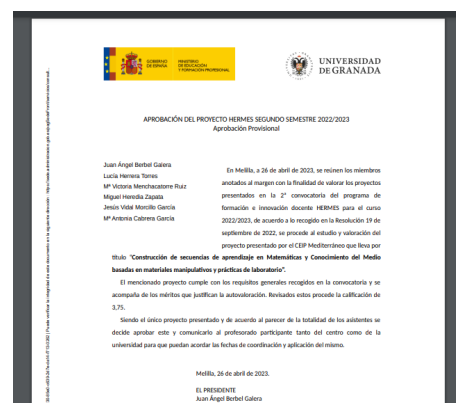 GOBIERNO
DE ESPAÑA
MINISTERIO
DE EDUCACIÓN
Y FORMACIÓN PROFESIONAL
UNIVERSIDAD
DE GRANADA
APROBACIÓN DEL PROYECTO HERMES SEGUNDO SEMESTRE 2022/2023
Aprobación Provisional
Juan Ángel Berbel Galera
Lucía Herrera Torres
Mª Victoria Menchacatorre Ruiz
Miguel Heredia Zapata
Jesús Vidal Morcillo García
Mª Antonia Cabrera García
En Melilla, a 26 de abril de 2023, se reúnen los miembros
anotados al margen con la finalidad de valorar los proyectos
presentados en la 2ª convocatoria del programa de
formación e innovación docente HERMES para el curso
2022/2023, de acuerdo a lo recogido en la Resolución 19 de
septiembre de 2022, se procede al estudio y valoración del
proyecto presentado por el CEIP Mediterráneo que lleva por
título "Construcción de secuencias de aprendizaje en Matemáticas y Conocimiento del Medio
basadas en materiales manipulativos y prácticas de laboratorio".
El mencionado proyecto cumple con los requisitos generales recogidos en la convocatoria y se
acompaña de los méritos que justifican la autovaloración. Revisados estos procede la calificación de
3,75.
Siendo el único proyecto presentado y de acuerdo al parecer de la totalidad de los asistentes se
decide aprobar este y comunicarlo al profesorado participante tanto del centro como de la
universidad para que puedan acordar las fechas de coordinación y aplicación del mismo.
Melilla, 26 de abril de 2023.
EL PRESIDENTE
Juan Ángel Berbel Galera